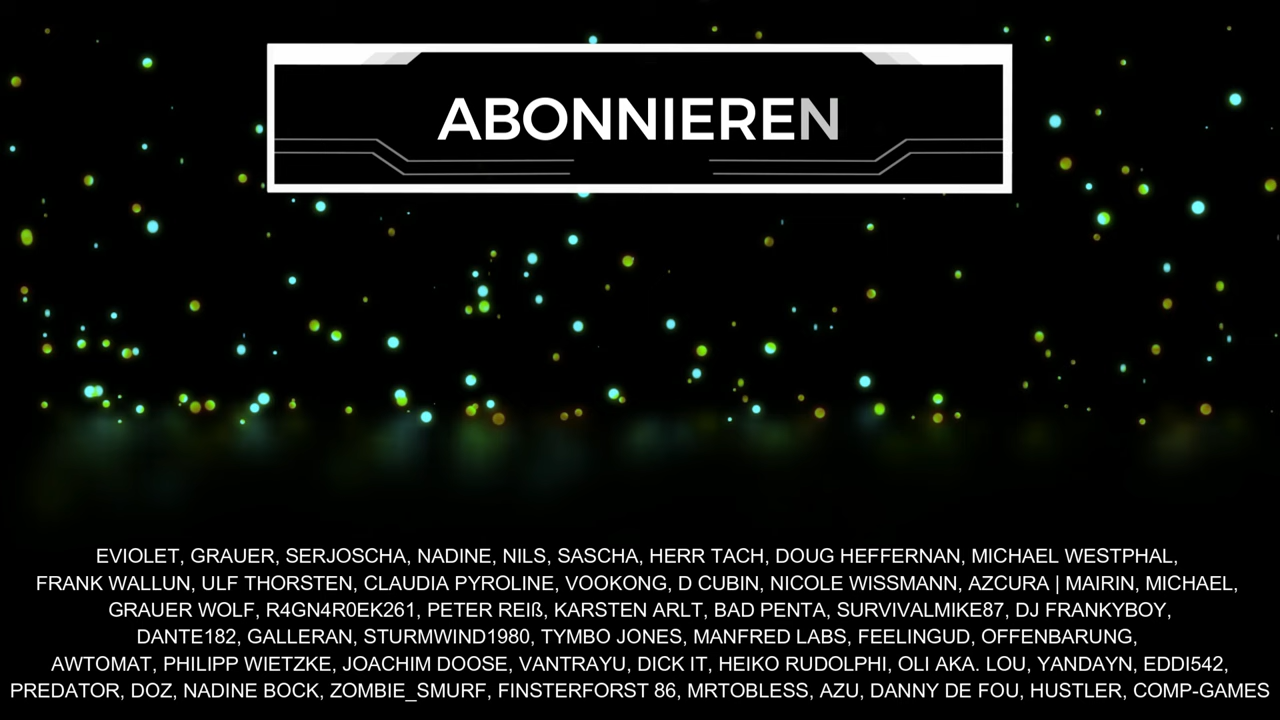 ABONNIEREN
EVIOLET, GRAUER, SERJOSCHA, NADINE, NILS, SASCHA, HERR TACH, DOUG HEFFERNAN, MICHAEL WESTPHAL,
FRANK WALLUN, ULF THORSTEN, CLAUDIA PYROLINE, VOOKONG, D CUBIN, NICOLE WISSMANN, AZCURA | MAIRIN, MICHAEL,
GRAUER WOLF, R4GN4R0EK261, PETER REIß, KARSTEN ARLT, BAD PENTA, SURVIVALMIKE87, DJ FRANKYBOY,
DANTE182, GALLERAN, STURMWIND1980, TYMBO JONES, MANFRED LABS, FEELINGUD, OFFENBARUNG,
AWTOMAT, PHILIPP WIETZKE, JOACHIM DOOSE, VANTRAYU, DICK IT, HEIKO RUDOLPHI, OLI AKA. LOU, YANDAYN, EDDI542,
PREDATOR, DOZ, NADINE BOCK, ZOMBIE_SMURF, FINSTERFORST 86, MRTOBLESS, AZU, DANNY DE FOU, HUSTLER, COMP-GAMES